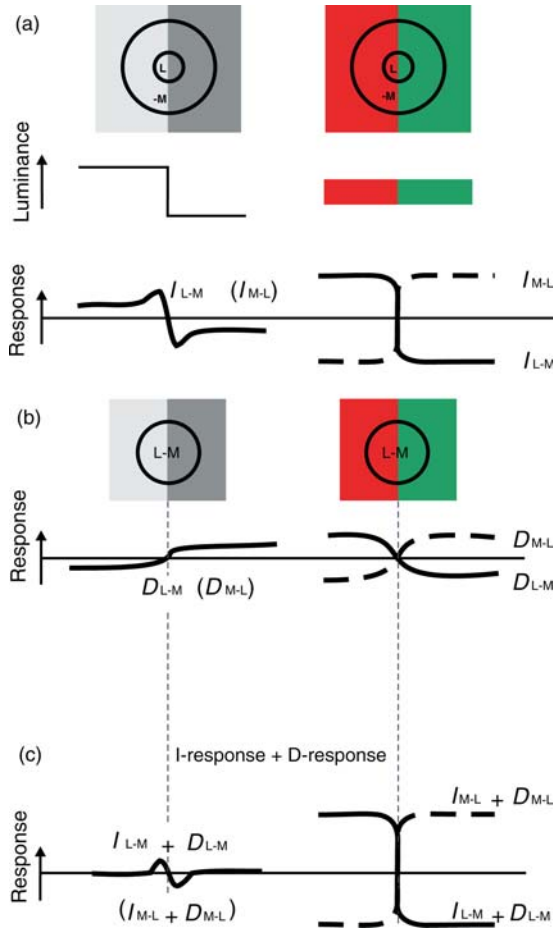 (a)
L
-M
L
-M
Luminance
Response
I L-M (I M-L)
I M-L
I L-M
(b)
L-M
L-M
Response
D L-M (D M-L)
D M-L
D L-M
(c)
I-response + D-response
Response
I L-M + D L-M
(I M-L + D M-L)
I M-L + D M-L
I L-M + D L-M